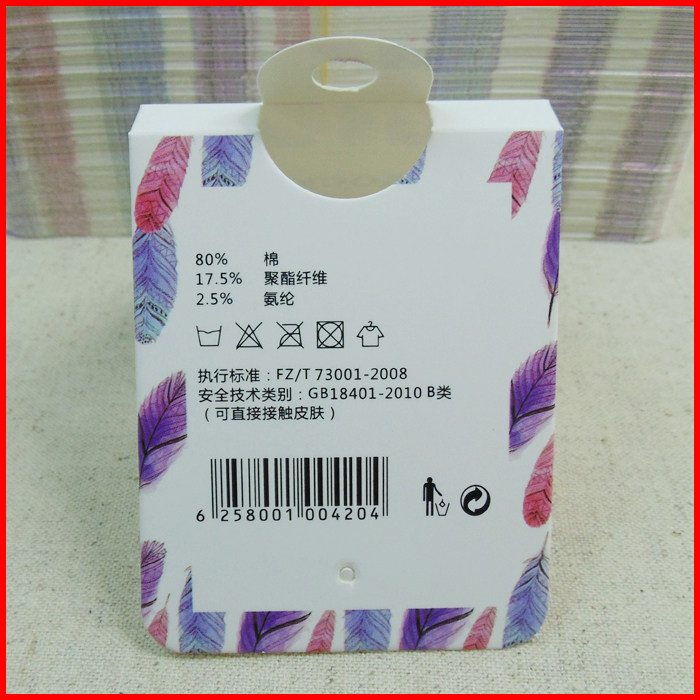 80% 棉
17.5% 聚酯纤维
2.5% 氨纶
执行标准：FZ/T 73001-2008
安全技术类别：GB18401-2010 B类
（可直接接触皮肤）
6 258001 004204